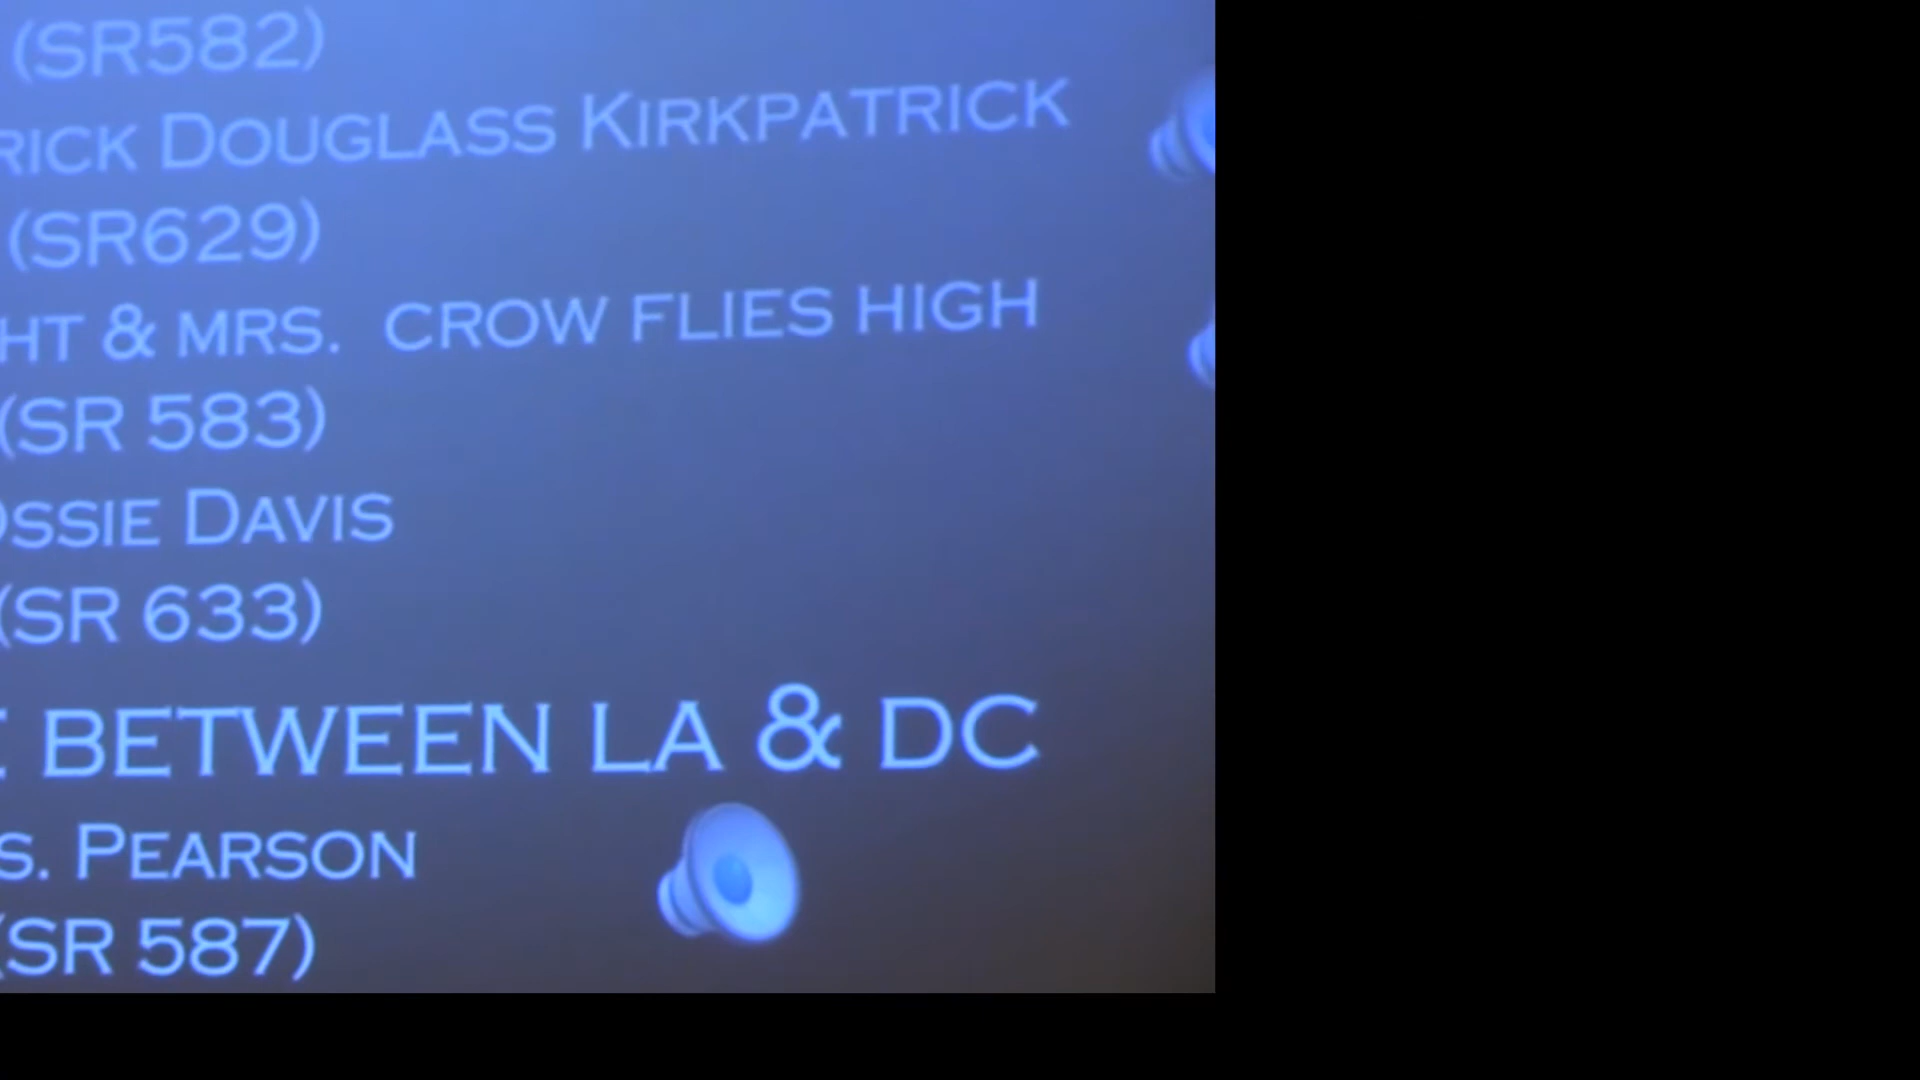 (SR582)
RICK DOUGLASS KIRKPATRICK
(SR629)
HT & MRS. CROW FLIES HIGH
(SR 583)
OSSIE DAVIS
(SR 633)
E BETWEEN LA & DC
S. PEARSON
(SR 587)